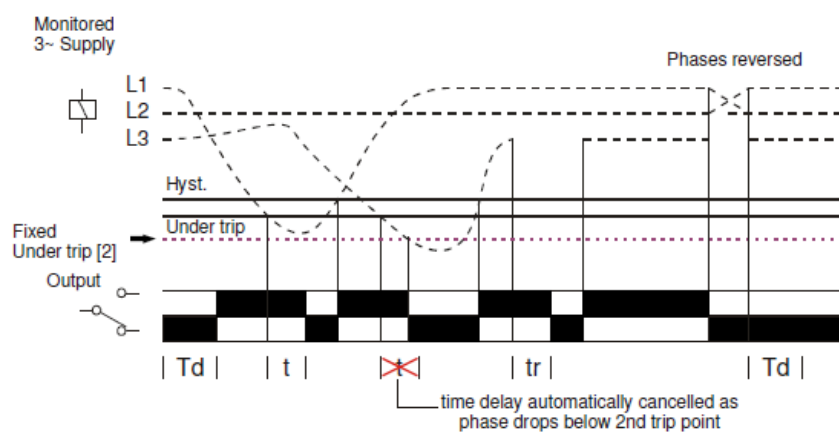 Monitored
3~ Supply
Phases reversed
L1
L2
L3
Hyst.
Under trip
Fixed
Under trip [2]
Output
Td
t
t
tr
Td
time delay automatically cancelled as
phase drops below 2nd trip point